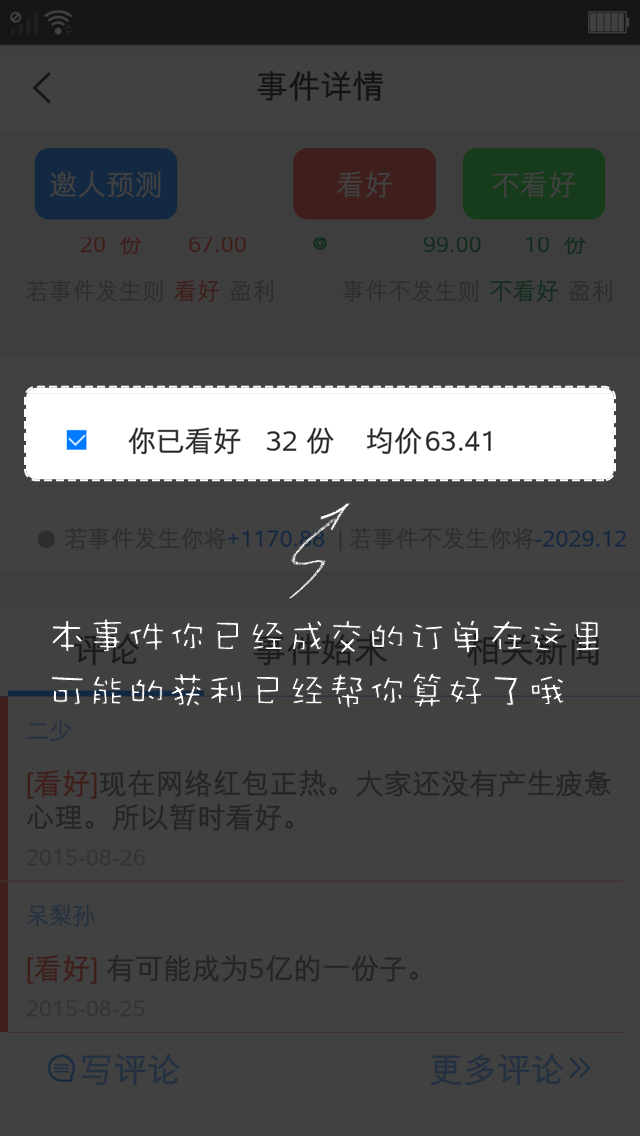 事件详情
邀人预测 看好 不看好
20 份 67.00 99.00 10 份
若事件发生则 看好 盈利 事件不发生则 不看好 盈利
你已看好 32 份 均价63.41
若事件发生你将+1170.88 | 若事件不发生你将-2029.12
本事件你已经成交的订单在这里
评论 事件始末 相关新闻
可能的获利已经帮你算好了哦
二少
[看好]现在网络红包正热。大家还没有产生疲惫
心理。所以暂时看好。
2015-08-26
呆梨孙
[看好] 有可能成为5亿的一份子。
2015-08-25
写评论 更多评论